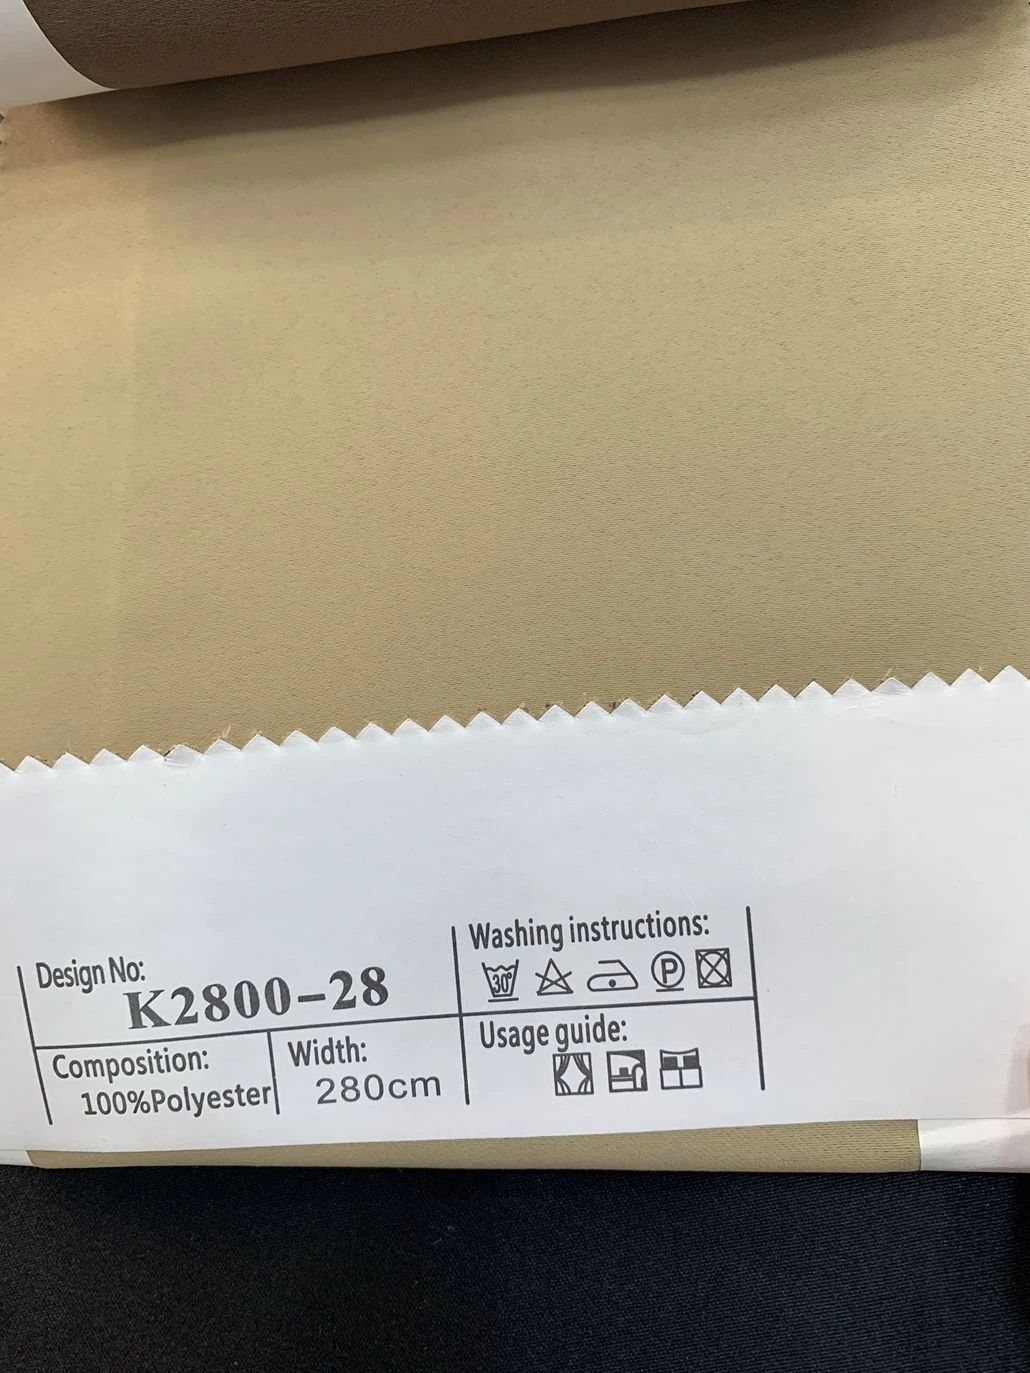 Design No:
K2800-28
Composition:
100%Polyester
Width:
280cm
Washing instructions:
30°
P
Usage guide: